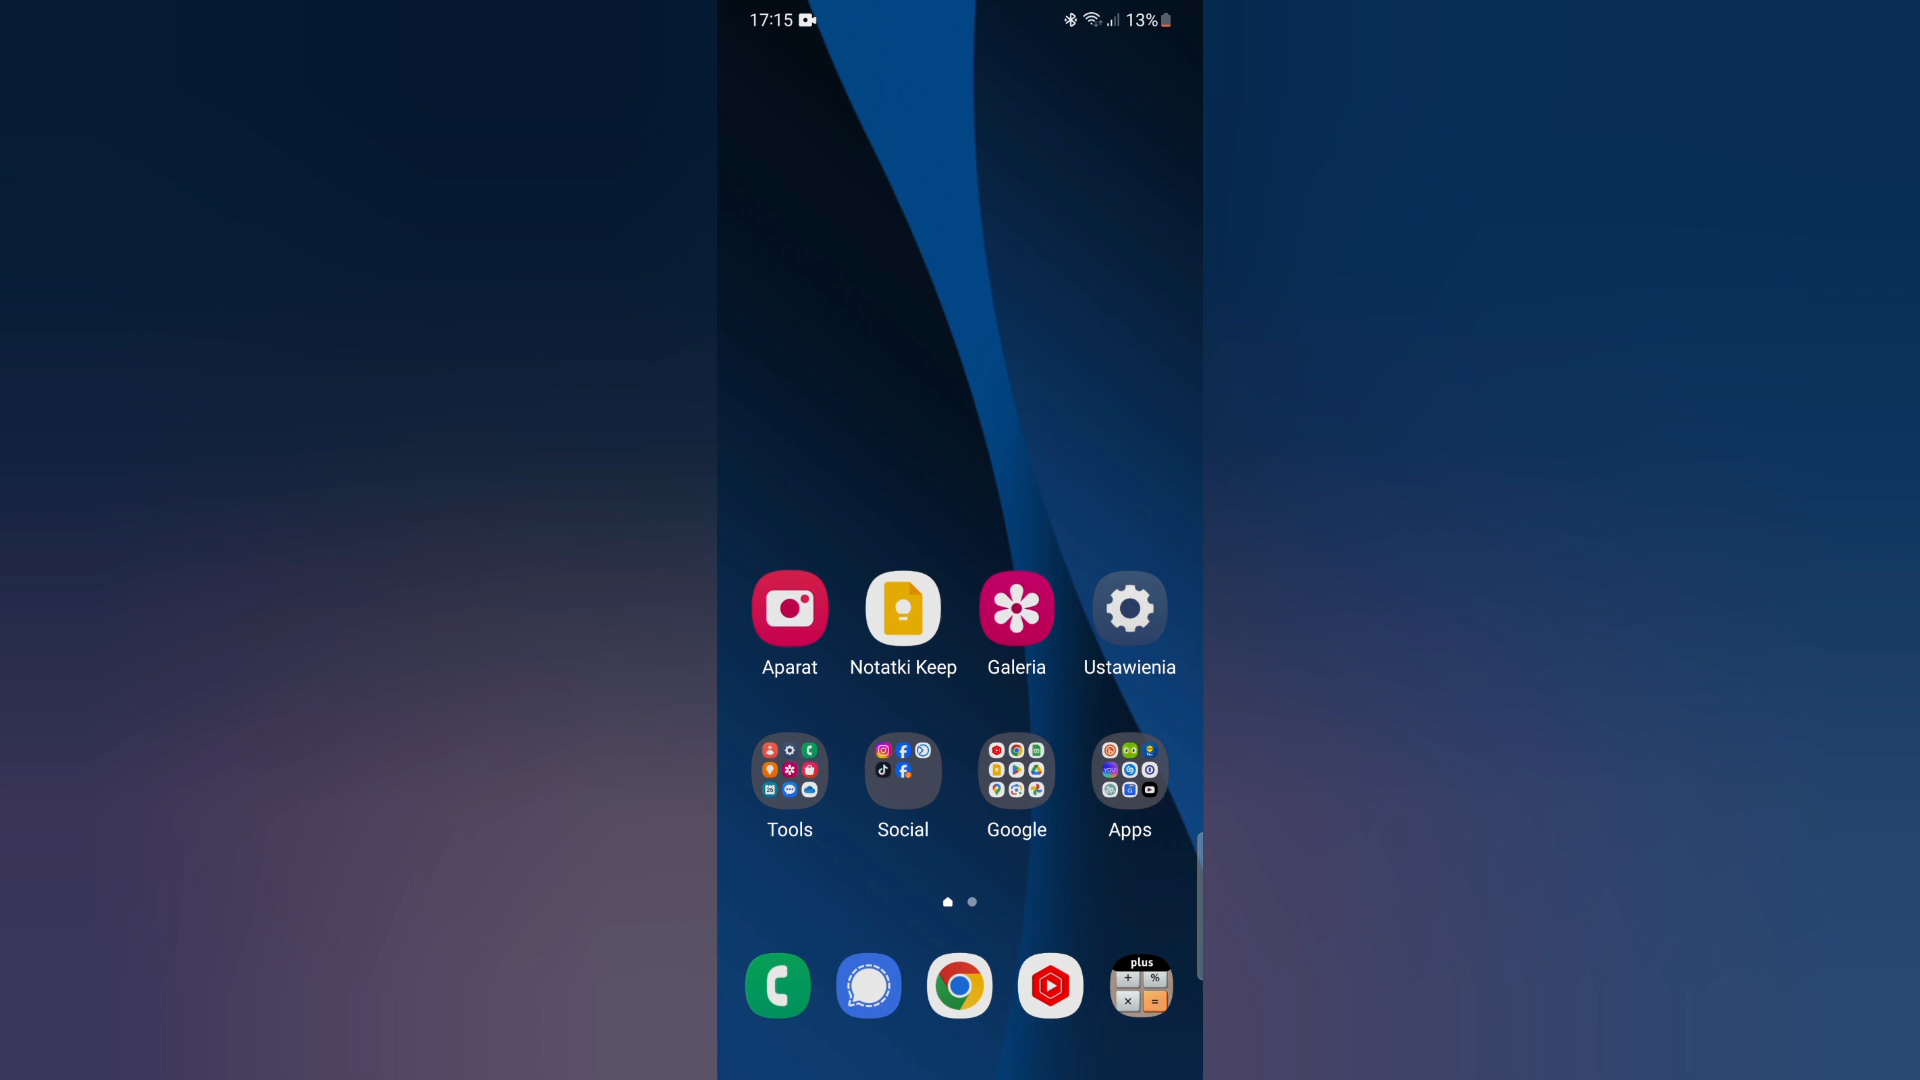 17:15 13%
Aparat Notatki Keep Galeria Ustawienia
Tools Social Google Apps
plus
+ %
× =